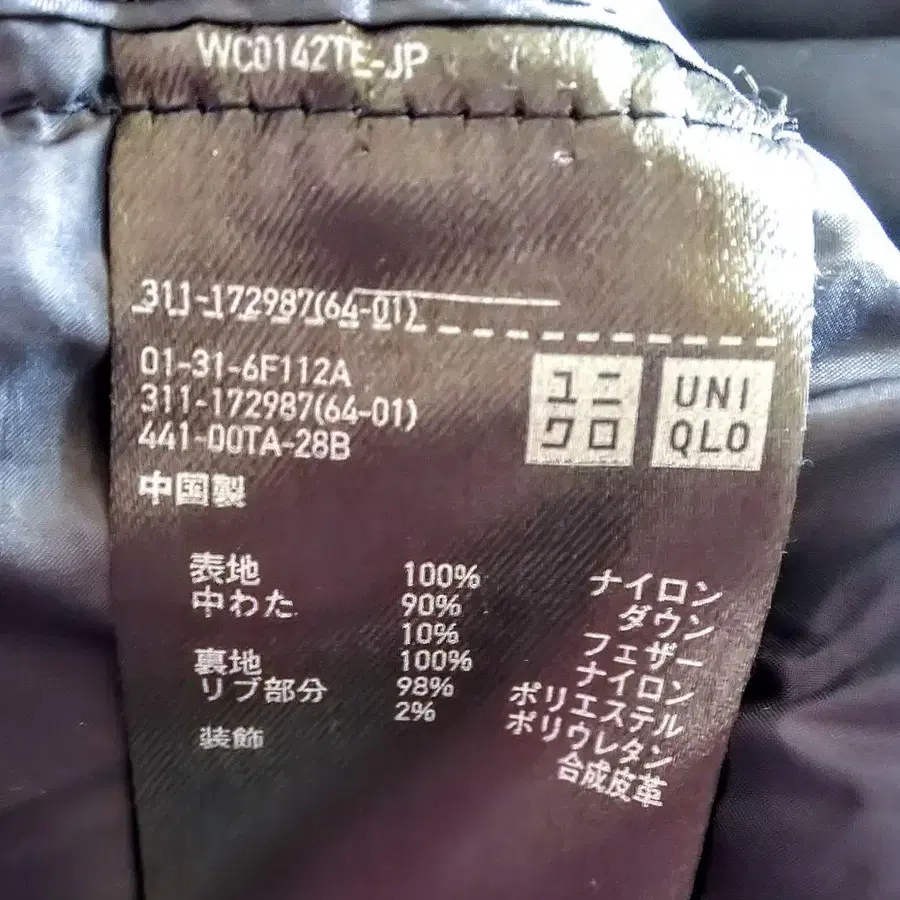 WC0142TE-JP
311-172987(64-01)
01-31-6F112A
311-172987(64-01)
441-00TA-28B
中国製
ユニ
クロ
UNI
QLO
表地 100% ナイロン
中わた 90% ダウン
10% フェザー
裏地 100% ナイロン
リブ部分 98% ポリエステル
2% ポリウレタン
装飾 合成皮革